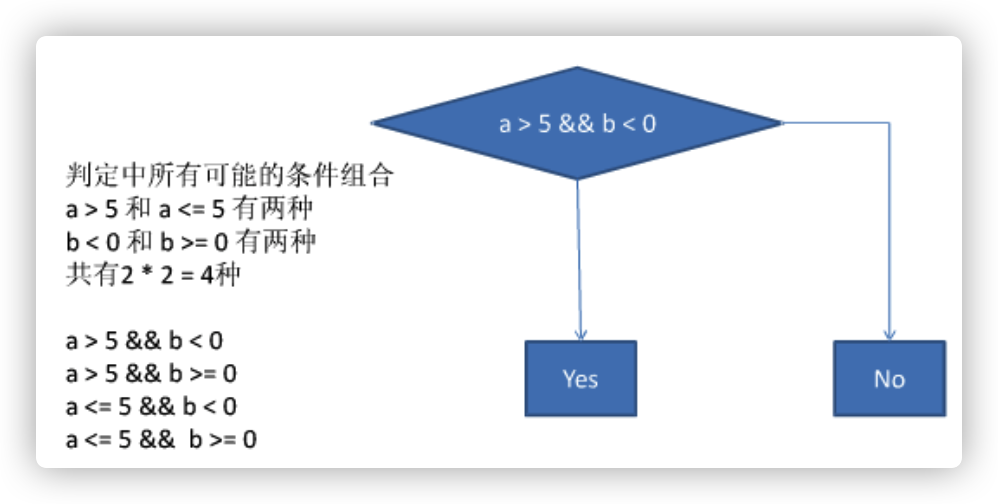 a > 5 && b < 0
判定中所有可能的条件组合
a > 5 和 a <= 5 有两种
b < 0 和 b >= 0 有两种
共有2 * 2 = 4种
a > 5 && b < 0
a > 5 && b >= 0
a <= 5 && b < 0
a <= 5 && b >= 0
Yes
No